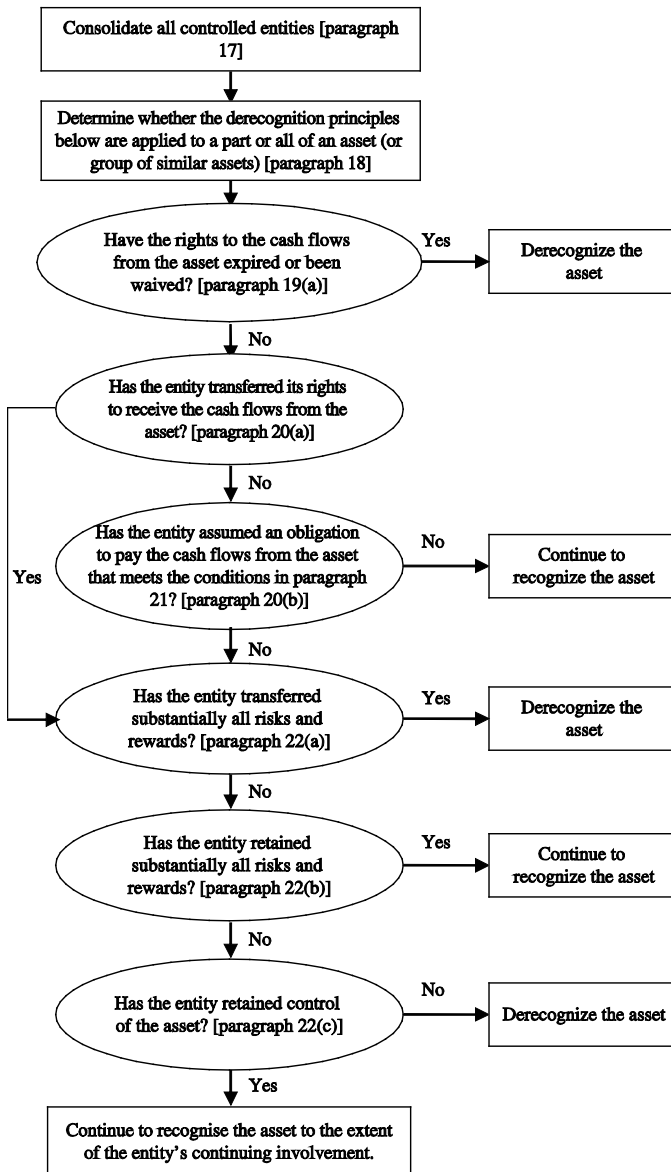 Consolidate all controlled entities [paragraph
17]
Determine whether the derecognition principles
below are applied to a part or all of an asset (or
group of similar assets) [paragraph 18]
Have the rights to the cash flows
from the asset expired or been
waived? [paragraph 19(a)]
Yes
Derecognize the
asset
No
Has the entity transferred its rights
to receive the cash flows from the
asset? [paragraph 20(a)]
No
Yes
Has the entity assumed an obligation
to pay the cash flows from the asset
that meets the conditions in paragraph
21? [paragraph 20(b)]
No
Continue to
recognize the asset
No
Has the entity transferred
substantially all risks and
rewards? [paragraph 22(a)]
Yes
Derecognize the
asset
No
Has the entity retained
substantially all risks and
rewards? [paragraph 22(b)]
Yes
Continue to
recognize the asset
No
Has the entity retained control
of the asset? [paragraph 22(c)]
No
Derecognize the asset
Yes
Continue to recognise the asset to the extent
of the entity's continuing involvement.